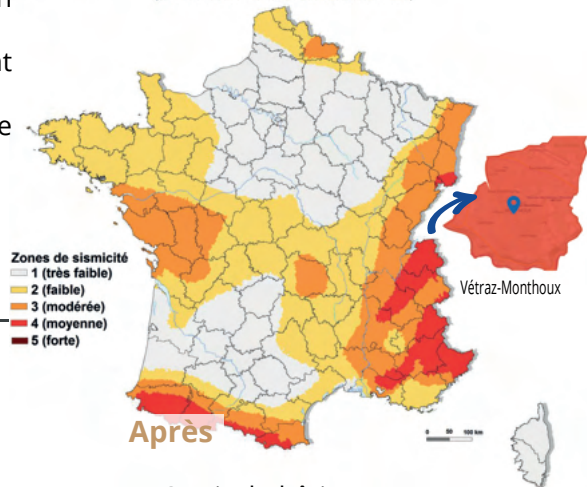 nt
e
Zones de sismicité
1 (très faible)
2 (faible)
3 (modérée)
4 (moyenne)
5 (forte)
Vétraz-Monthoux
Après
0 50 100 km